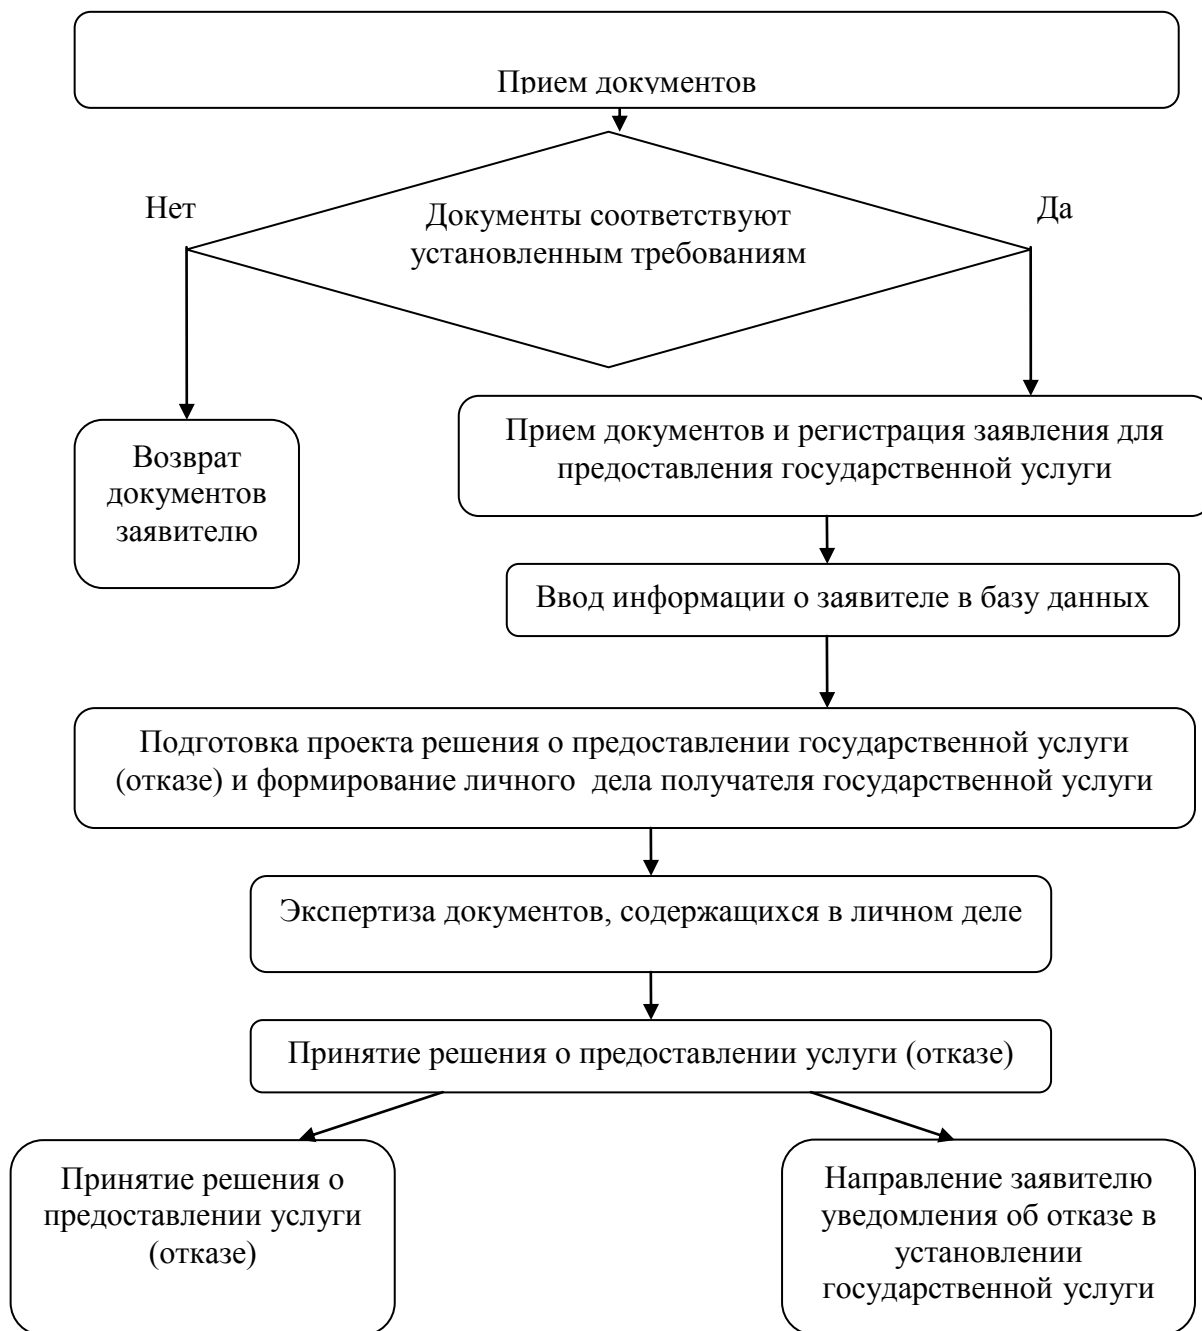 Прием документов
Нет
Да
Документы соответствуют
установленным требованиям
Возврат
документов
заявителю
Прием документов и регистрация заявления для
предоставления государственной услуги
Ввод информации о заявителе в базу данных
Подготовка проекта решения о предоставлении государственной услуги
(отказе) и формирование личного  дела получателя государственной услуги
Экспертиза документов, содержащихся в личном деле
Принятие решения о предоставлении услуги (отказе)
Принятие решения о
предоставлении услуги
(отказе)
Направление заявителю
уведомления об отказе в
установлении
государственной услуги